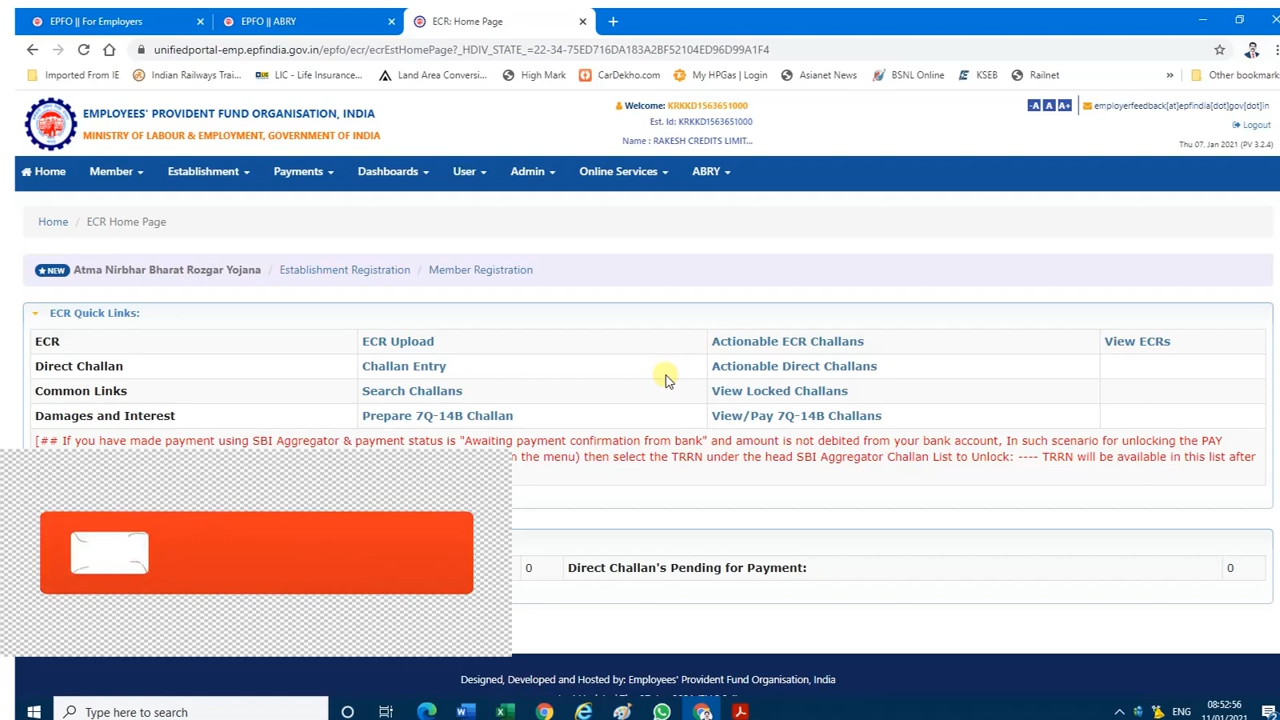 EPFO || For Employers
EPFO || ABRY
ECR: Home Page
unifiedportal-emp.epfindia.gov.in/epfo/ecr/ecrEstHomePage?_HDIV_STATE_=22-34-75ED716DA183A2BF52104ED96D99A1F4
Imported From IE
Indian Railways Trai...
LIC - Life Insurance...
Land Area Conversi...
High Mark
CarDekho.com
My HPGas | Login
Asianet News
BSNL Online
KSEB
Railnet
»
Other bookmark
EMPLOYEES' PROVIDENT FUND ORGANISATION, INDIA
MINISTRY OF LABOUR & EMPLOYMENT, GOVERNMENT OF INDIA
Welcome: KRKKD1563651000
Est. Id: KRKKD1563651000
Name : RAKESH CREDITS LIMIT...
-A A A+
employerfeedback[at]epfindia[dot]gov[dot]in
Logout
Thu 07, Jan 2021 (PV 3.2.4)
Home Member Establishment Payments Dashboards User Admin Online Services ABRY
Home / ECR Home Page
NEW Atma Nirbhar Bharat Rozgar Yojana / Establishment Registration / Member Registration
ECR Quick Links:
ECR ECR Upload Actionable ECR Challans View ECRs
Direct Challan Challan Entry Actionable Direct Challans
Common Links Search Challans View Locked Challans
Damages and Interest Prepare 7Q-14B Challan View/Pay 7Q-14B Challans
[## If you have made payment using SBI Aggregator & payment status is "Awaiting payment confirmation from bank" and amount is not debited from your bank account, In such scenario for unlocking the PAY
n the menu) then select the TRRN under the head SBI Aggregator Challan List to Unlock: ---- TRRN will be available in this list after
0 Direct Challan's Pending for Payment: 0
Designed, Developed and Hosted by: Employees' Provident Fund Organisation, India
Type here to search
ENG
08:52:56
11/01/2021